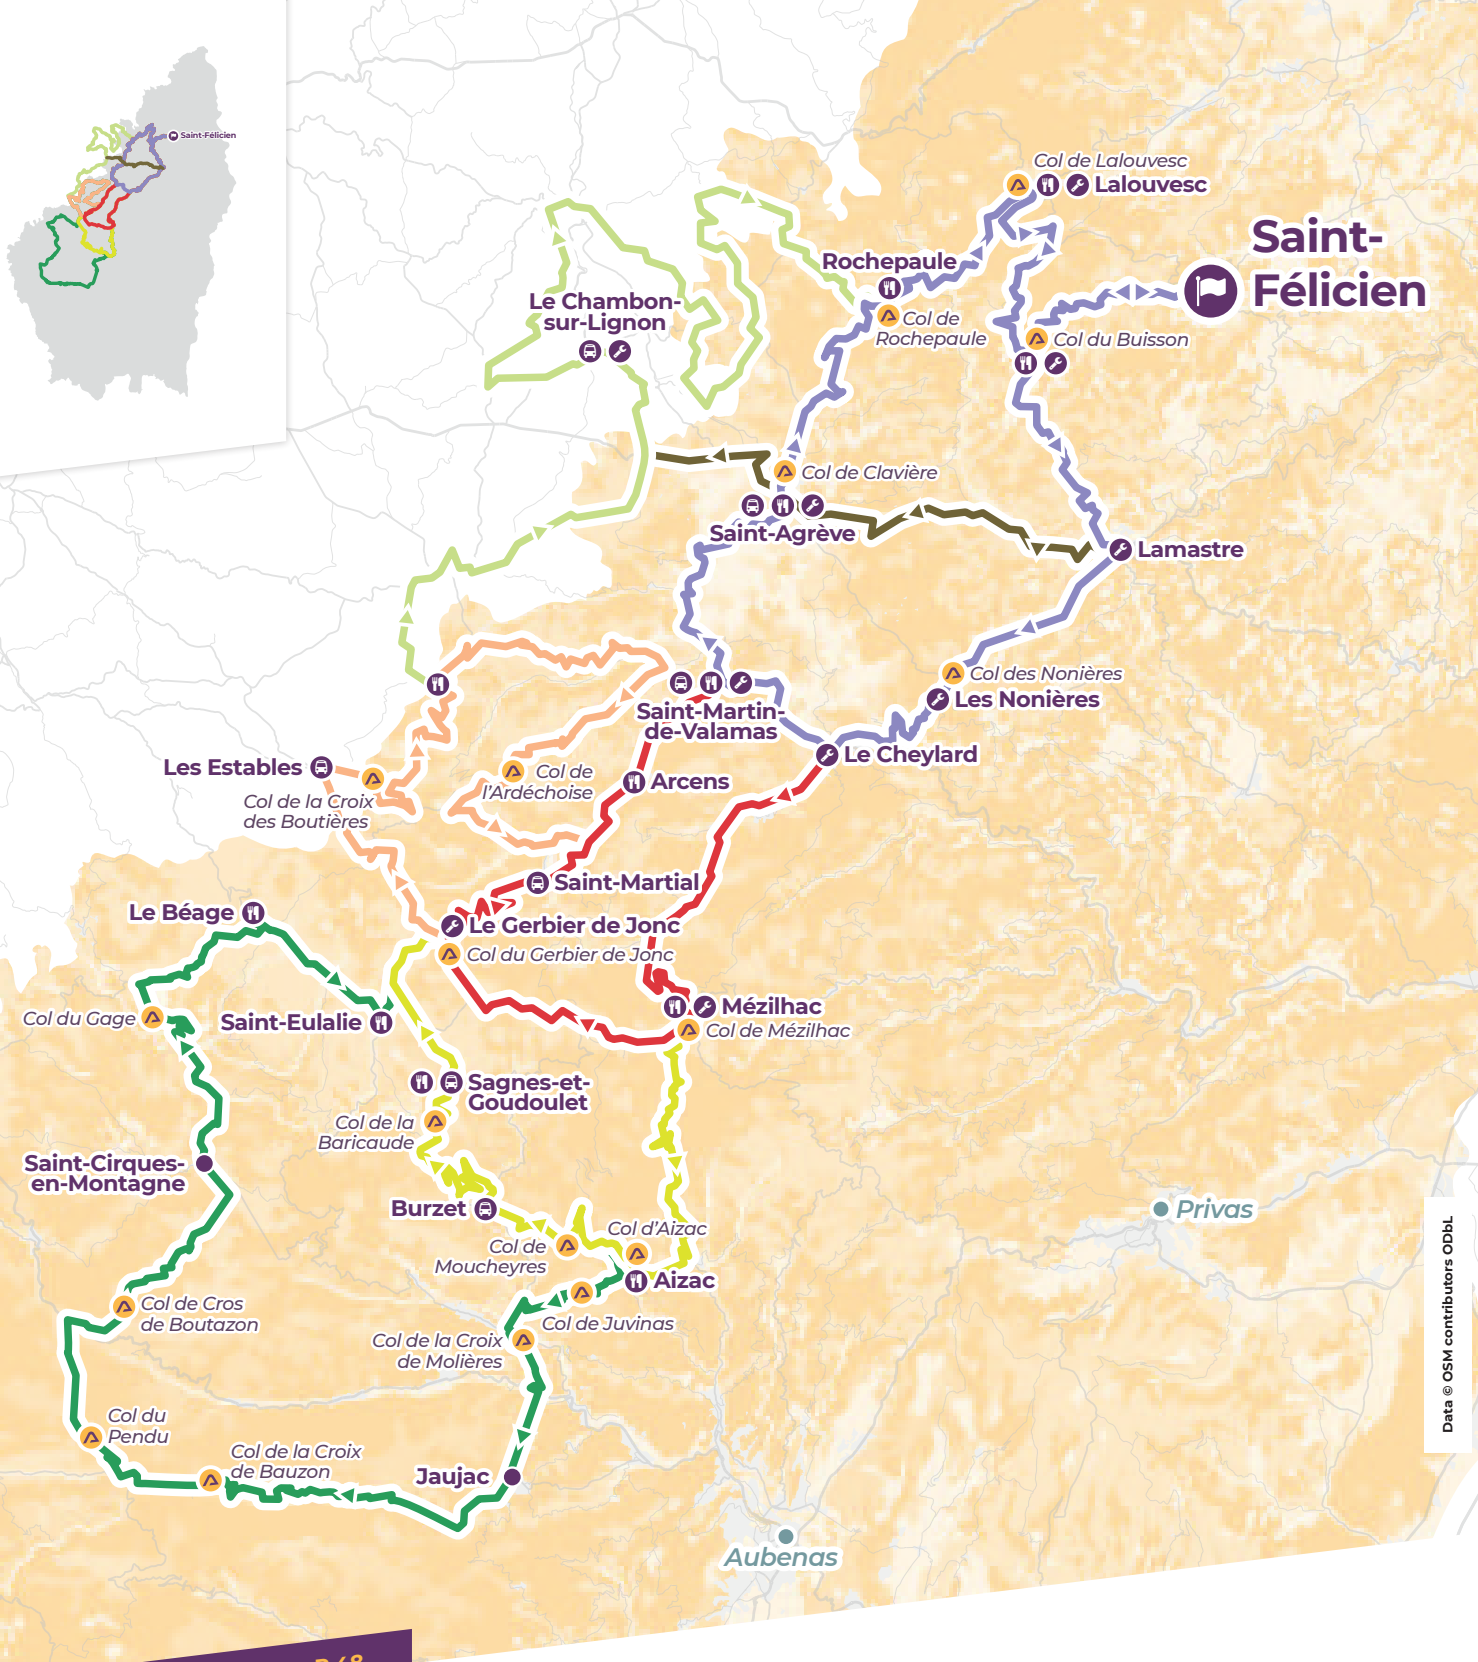 Saint-Félicien
Col de Lalouvesc
Lalouvesc
Saint-
Félicien
Rochepaule
Le Chambon-
sur-Lignon
Col de
Rochepaule
Col du Buisson
Col de Clavière
Saint-Agrève
Lamastre
Col des Nonières
Les Nonières
Saint-Martin-
de-Valamas
Le Cheylard
Les Estables
Col de
l'Ardéchoise
Arcens
Col de la Croix
des Boutières
Saint-Martial
Le Béage
Le Gerbier de Jonc
Col du Gerbier de Jonc
Mézilhac
Col du Gage
Saint-Eulalie
Col de Mézilhac
Sagnes-et-
Goudoulet
Col de la
Baricaude
Saint-Cirques-
en-Montagne
Burzet
Privas
Col d'Aizac
Col de
Moucheyres
Aizac
Col de Cros
de Boutazon
Col de Juvinas
Col de la Croix
de Molières
Col du
Pendu
Col de la Croix
de Bauzon
Jaujac
Aubenas
Data © OSM contributors ODbL